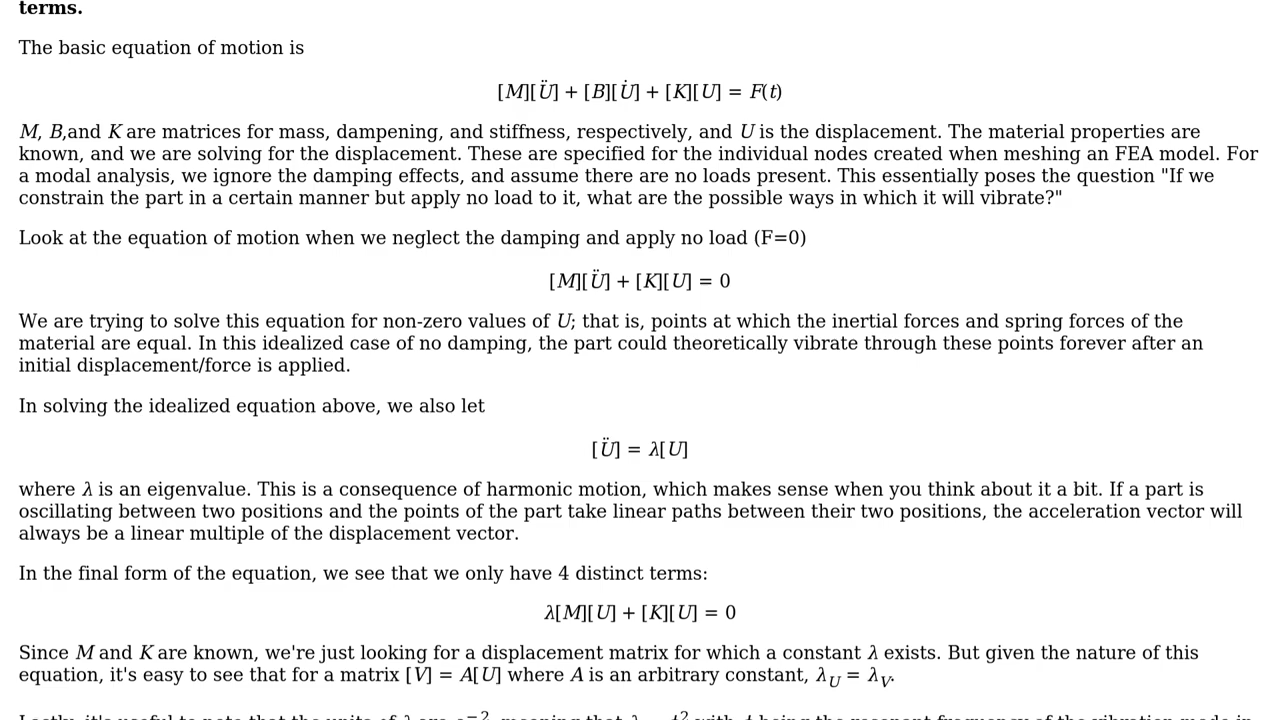 terms.
The basic equation of motion is
[M][Ü] + [B][U̇] + [K][U] = F(t)
M, B,and K are matrices for mass, dampening, and stiffness, respectively, and U is the displacement. The material properties are
known, and we are solving for the displacement. These are specified for the individual nodes created when meshing an FEA model. For
a modal analysis, we ignore the damping effects, and assume there are no loads present. This essentially poses the question "If we
constrain the part in a certain manner but apply no load to it, what are the possible ways in which it will vibrate?"
Look at the equation of motion when we neglect the damping and apply no load (F=0)
[M][Ü] + [K][U] = 0
We are trying to solve this equation for non-zero values of U; that is, points at which the inertial forces and spring forces of the
material are equal. In this idealized case of no damping, the part could theoretically vibrate through these points forever after an
initial displacement/force is applied.
In solving the idealized equation above, we also let
[Ü] = λ[U]
where λ is an eigenvalue. This is a consequence of harmonic motion, which makes sense when you think about it a bit. If a part is
oscillating between two positions and the points of the part take linear paths between their two positions, the acceleration vector will
always be a linear multiple of the displacement vector.
In the final form of the equation, we see that we only have 4 distinct terms:
λ[M][U] + [K][U] = 0
Since M and K are known, we're just looking for a displacement matrix for which a constant λ exists. But given the nature of this
equation, it's easy to see that for a matrix [V] = A[U] where A is an arbitrary constant, λ_U = λ_V.